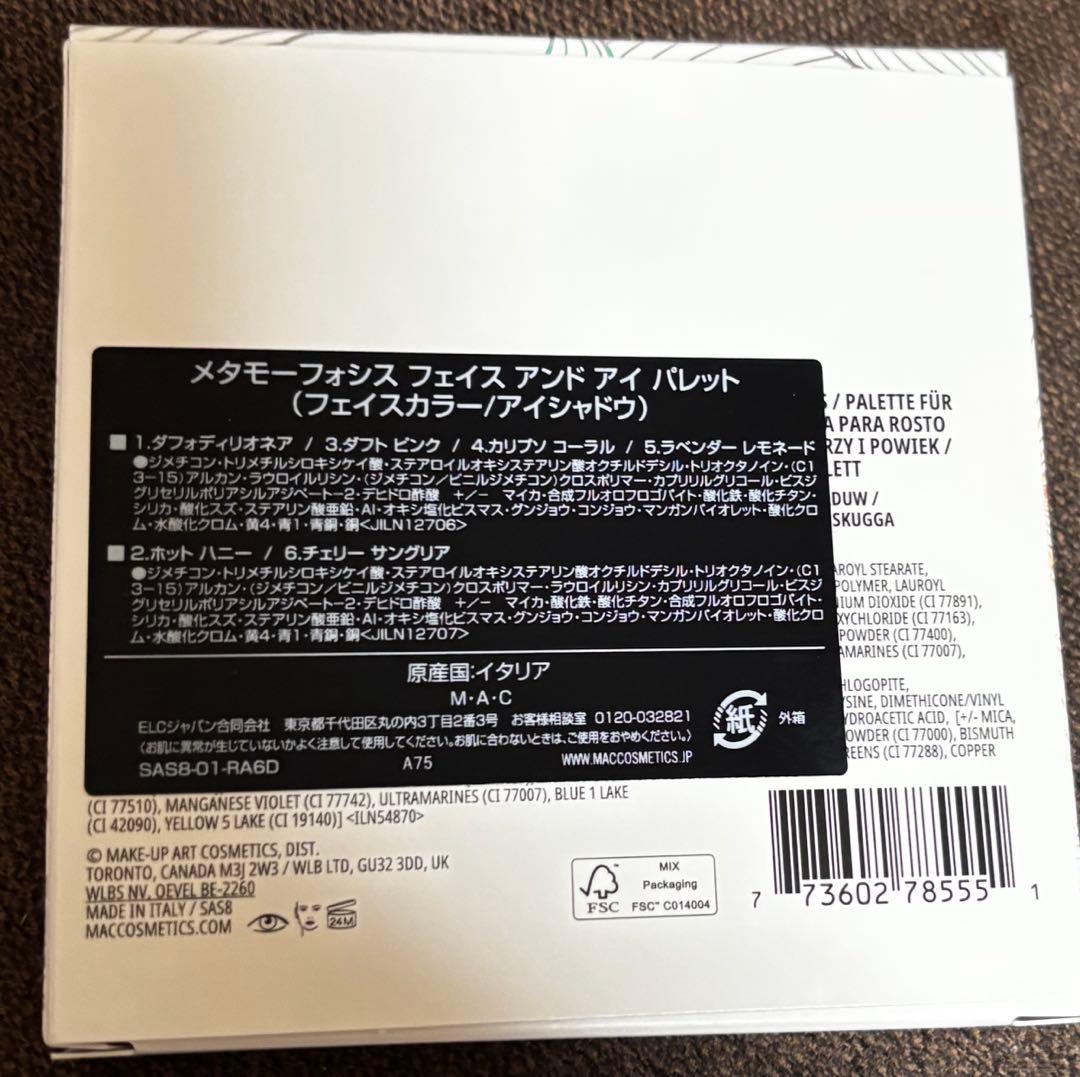 メタモーフォシス フェイス アンド アイ パレット
(フェイスカラー/アイシャドウ)
■ 1.ダフォディリオネア / 3.ダフト ピンク / 4.カリプソ コーラル / 5.ラベンダー レモネード
●ジメチコン・トリメチルシロキシケイ酸・ステアロイルオキシステアリン酸オクチルドデシル・トリオクタノイン・(C1
3-15)アルカン・ラウロイルリシン・(ジメチコン/ビニルジメチコン)クロスポリマー・カプリリルグリコール・ビスジ
グリセリルポリアシルアジペート-2・デヒドロ酢酸 +/- マイカ・合成フルオロフロゴパイト・酸化鉄・酸化チタン・
シリカ・酸化スズ・ステアリン酸亜鉛・Al・オキシ塩化ビスマス・グンジョウ・コンジョウ・マンガンバイオレット・酸化クロ
ム・水酸化クロム・黄4・青1・青銅・銅<JILN12706>
■ 2.ホット ハニー / 6.チェリー サングリア
●ジメチコン・トリメチルシロキシケイ酸・ステアロイルオキシステアリン酸オクチルドデシル・トリオクタノイン・(C1
3-15)アルカン・(ジメチコン/ビニルジメチコン)クロスポリマー・ラウロイルリシン・カプリリルグリコール・ビスジ
グリセリルポリアシルアジペート-2・デヒドロ酢酸 +/- マイカ・酸化鉄・酸化チタン・合成フルオロフロゴパイト・
シリカ・酸化スズ・ステアリン酸亜鉛・Al・オキシ塩化ビスマス・グンジョウ・コンジョウ・マンガンバイオレット・酸化クロ
ム・水酸化クロム・黄4・青1・青銅・銅<JILN12707>
原産国:イタリア
M・A・C
ELCジャパン合同会社 東京都千代田区丸の内3丁目2番3号 お客様相談室 0120-032821
〈お肌に異常が生じていないかよく注意して使用してください。お肌に合わないときは、ご使用をおやめください。〉
SAS8-01-RA6D A75 WWW.MACCOSMETICS.JP
紙 外箱
S / PALETTE FÜR
A PARA ROSTO
RZY I POWIEK /
LETT
DUW /
SKUGGA
AROYL STEARATE,
POLYMER, LAUROYL
NIUM DIOXIDE (CI 77891),
XYCHLORIDE (CI 77163),
POWDER (CI 77400),
AMARINES (CI 77007),
HLOGOPITE,
YSINE, DIMETHICONE/VINYL
YDROACETIC ACID, [+/- MICA,
OWDER (CI 77000), BISMUTH
REENS (CI 77288), COPPER
(CI 77510), MANGANESE VIOLET (CI 77742), ULTRAMARINES (CI 77007), BLUE 1 LAKE
(CI 42090), YELLOW 5 LAKE (CI 19140)] <ILN54870>
© MAKE-UP ART COSMETICS, DIST.
TORONTO, CANADA M3J 2W3 / WLB LTD, GU32 3DD, UK
WLBS NV, OEVEL BE-2260
MADE IN ITALY / SAS8
MACCOSMETICS.COM
24M
FSC
MIX
Packaging
FSC™ C014004
7 73602 78555 1